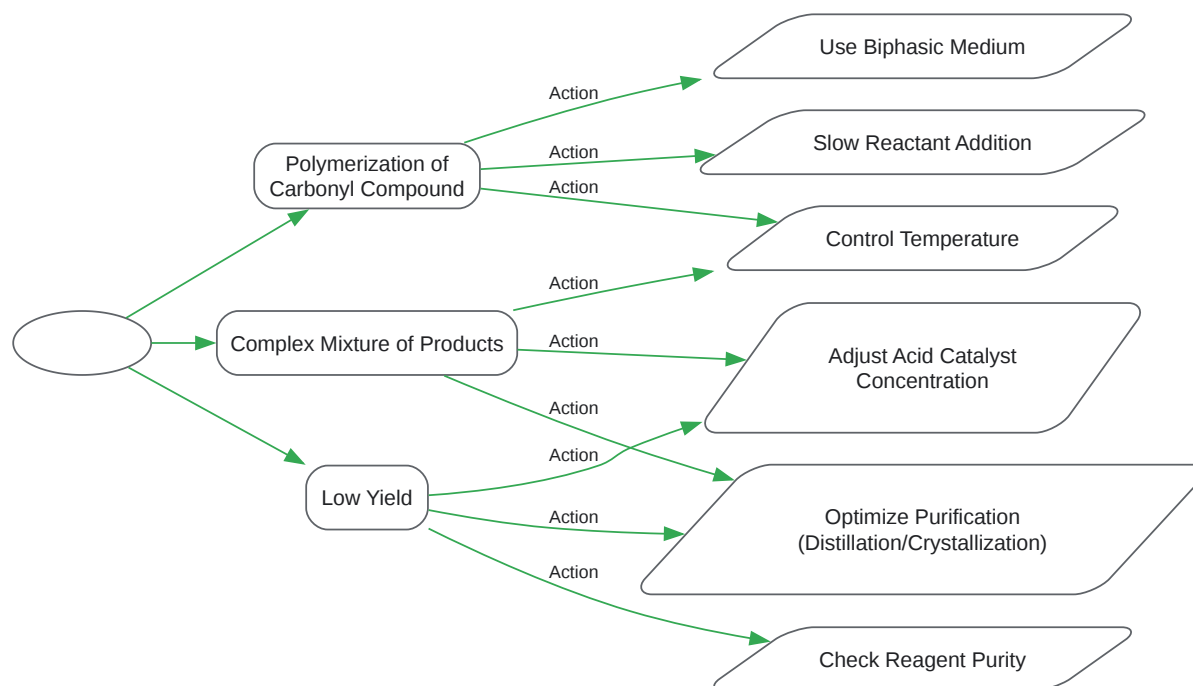 Use Biphasic Medium
Action
Slow Reactant Addition
Action
Polymerization of
Carbonyl Compound
Action
Control Temperature
Action
Complex Mixture of Products
Action
Adjust Acid Catalyst
Concentration
Action
Action
Low Yield
Action
Optimize Purification
(Distillation/Crystallization)
Action
Check Reagent Purity